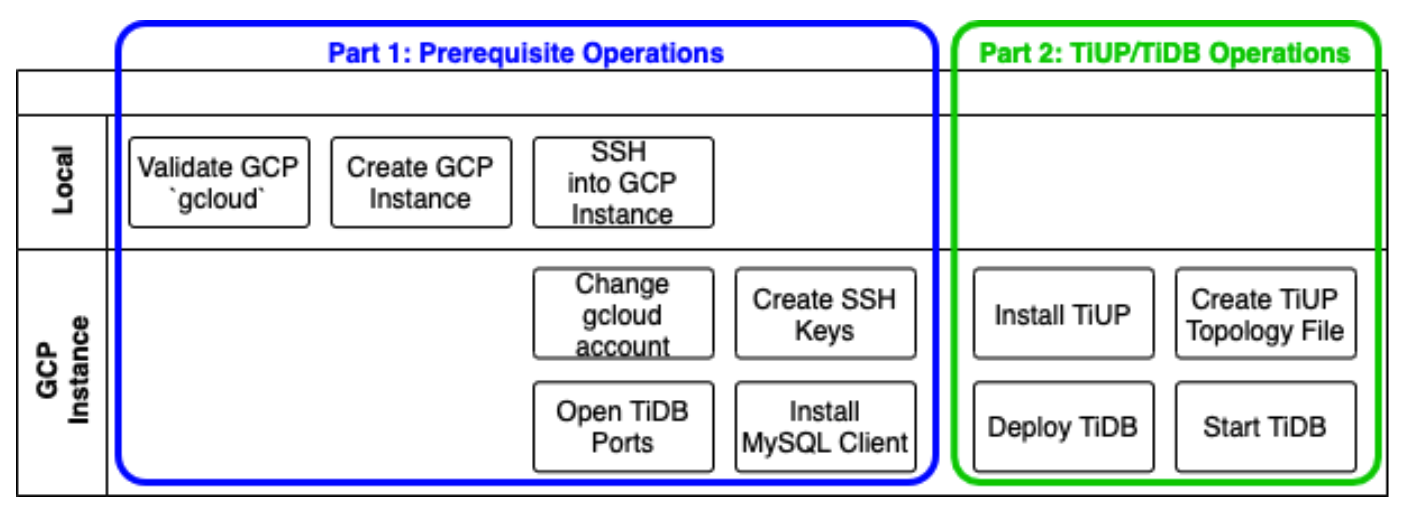 Part 1: Prerequisite Operations
Part 2: TiUP/TiDB Operations
Local
Validate GCP
`gcloud`
Create GCP
Instance
SSH
into GCP
Instance
GCP
Instance
Change
gcloud
account
Create SSH
Keys
Install TiUP
Create TiUP
Topology File
Open TiDB
Ports
Install
MySQL Client
Deploy TiDB
Start TiDB